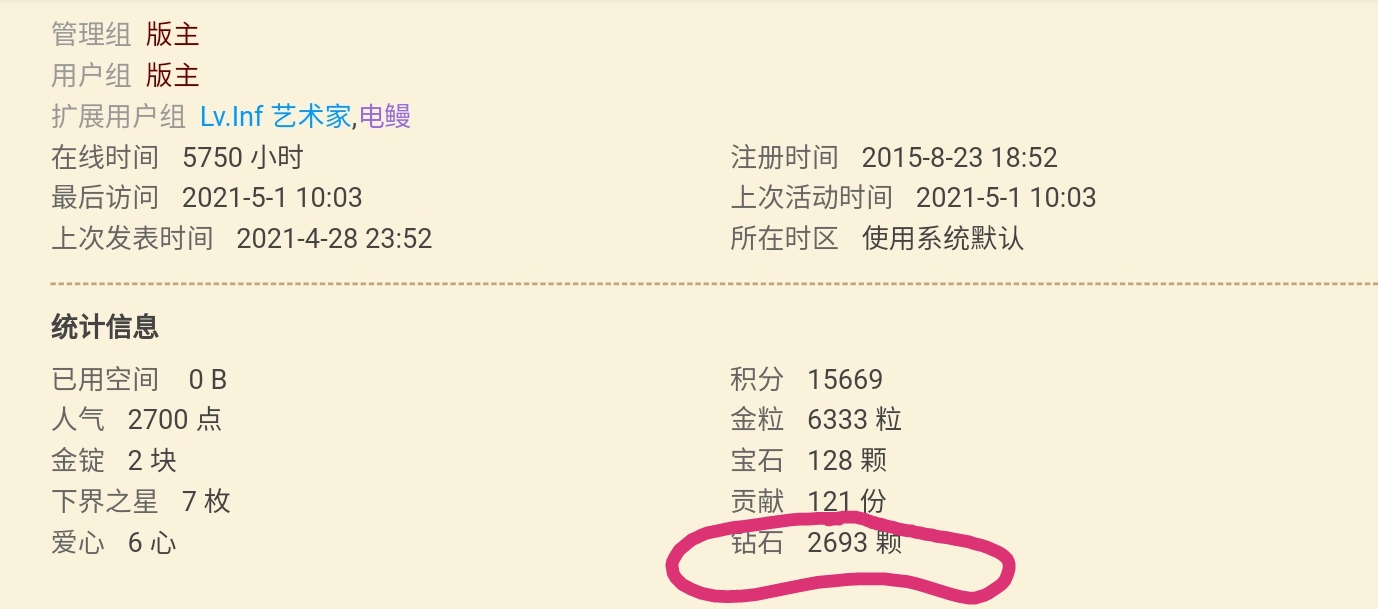 管理组 版主
用户组 版主
扩展用户组 Lv.Inf 艺术家,电鳗
在线时间 5750 小时 注册时间 2015-8-23 18:52
最后访问 2021-5-1 10:03 上次活动时间 2021-5-1 10:03
上次发表时间 2021-4-28 23:52 所在时区 使用系统默认
统计信息
已用空间 0 B 积分 15669
人气 2700 点 金粒 6333 粒
金锭 2 块 宝石 128 颗
下界之星 7 枚 贡献 121 份
爱心 6 心 钻石 2693 颗